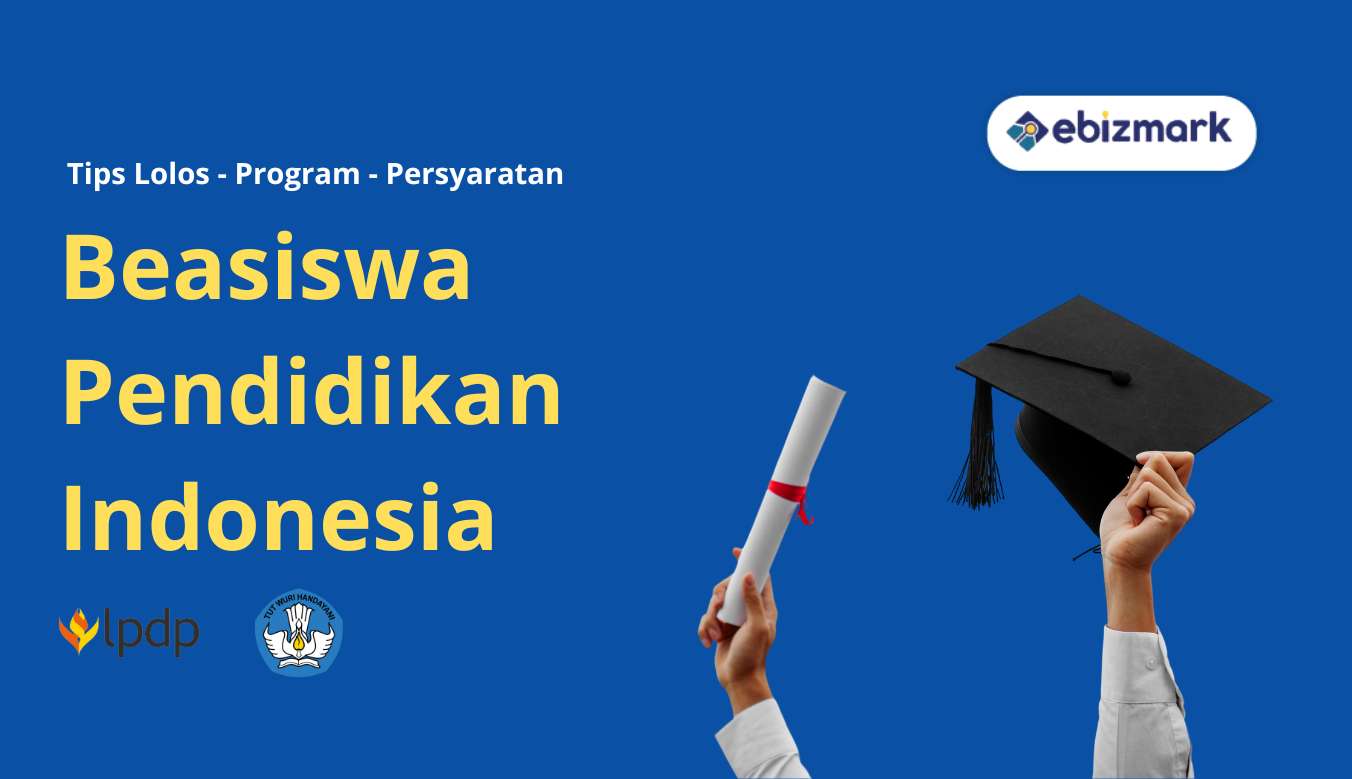 ebizmark
Tips Lolos - Program - Persyaratan
Beasiswa
Pendidikan
Indonesia
lpdp
TUT WURI HANDAYANI